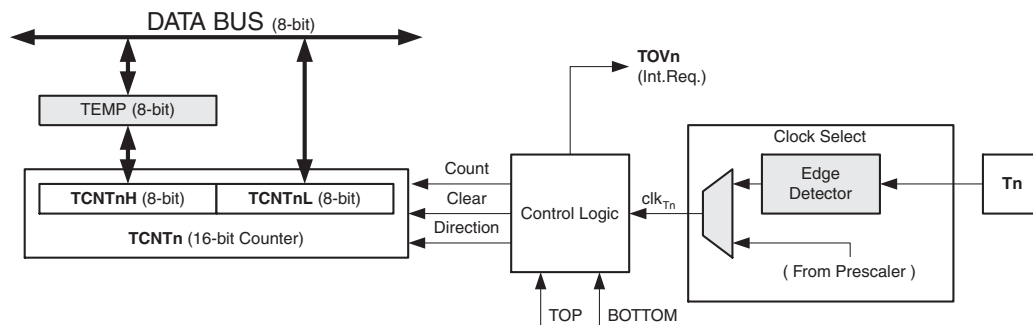 DATA BUS (8-bit)
TEMP (8-bit)
TCNTnH (8-bit) TCNTnL (8-bit)
TCNTn (16-bit Counter)
Count
Clear
Direction
Control Logic
TOVn
(Int.Req.)
TOP
BOTTOM
clkTn
Clock Select
Edge
Detector
( From Prescaler )
Tn